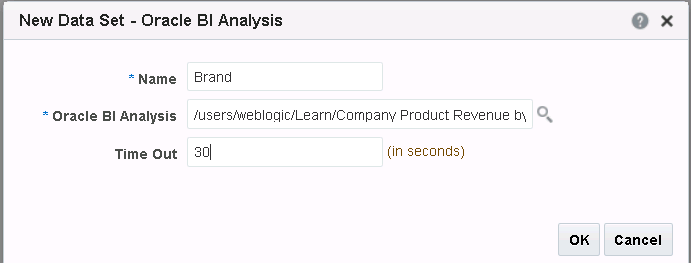 New Data Set - Oracle BI Analysis
* Name Brand
* Oracle BI Analysis /users/weblogic/Learn/Company Product Revenue by
Time Out 30 (in seconds)
OK Cancel